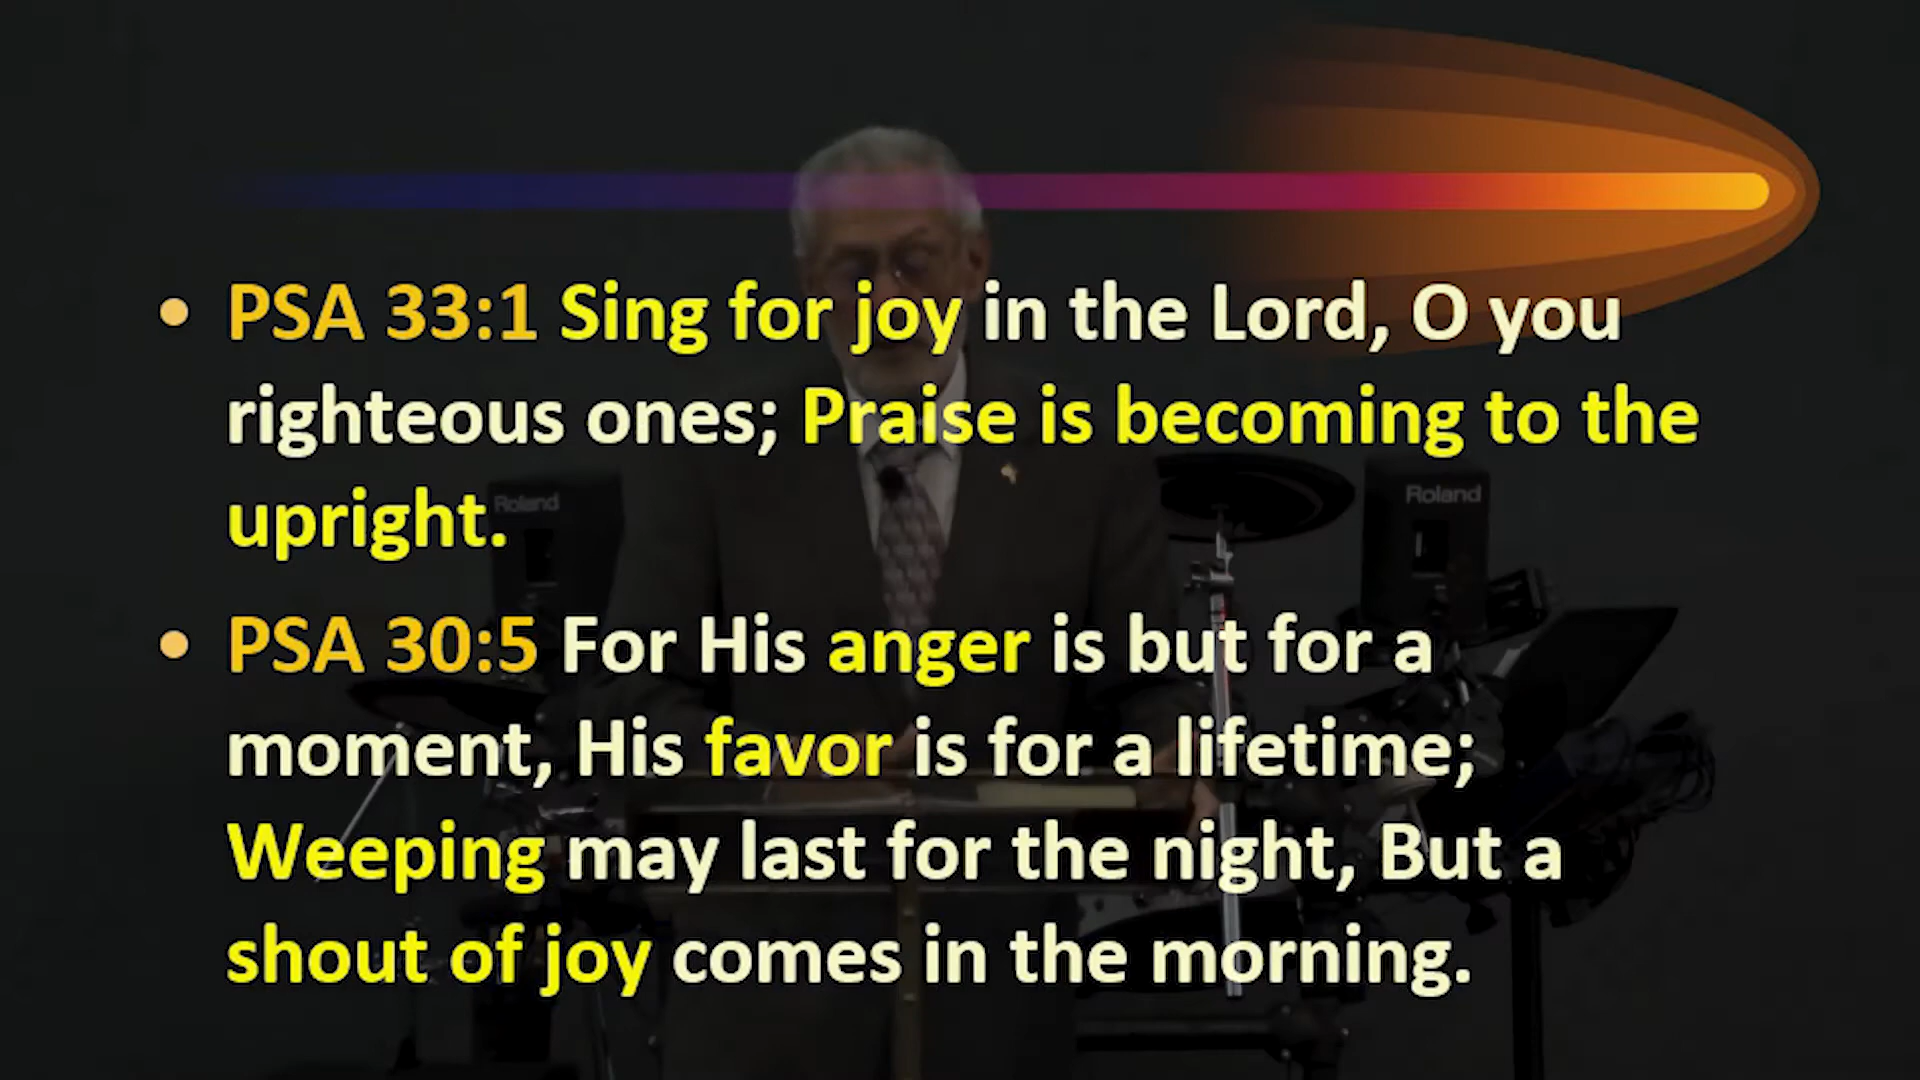 • PSA 33:1 Sing for joy in the Lord, O you
righteous ones; Praise is becoming to the
upright.
Roland
Roland
• PSA 30:5 For His anger is but for a
moment, His favor is for a lifetime;
Weeping may last for the night, But a
shout of joy comes in the morning.